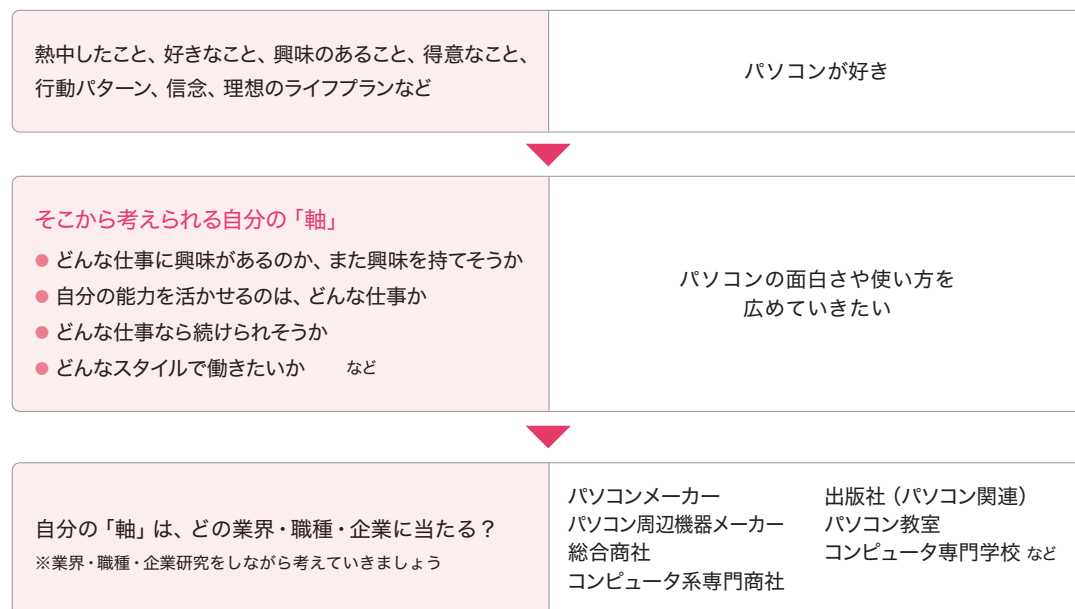 熱中したこと、好きなこと、興味のあること、得意なこと、
行動パターン、信念、理想のライフプランなど
パソコンが好き
そこから考えられる自分の「軸」
● どんな仕事に興味があるのか、また興味を持てそうか
● 自分の能力を活かせるのは、どんな仕事か
● どんな仕事なら続けられそうか
● どんなスタイルで働きたいか　など
パソコンの面白さや使い方を
広めていきたい
自分の「軸」は、どの業界・職種・企業に当たる？
※業界・職種・企業研究をしながら考えていきましょう
パソコンメーカー
パソコン周辺機器メーカー
総合商社
コンピュータ系専門商社
出版社（パソコン関連）
パソコン教室
コンピュータ専門学校 など